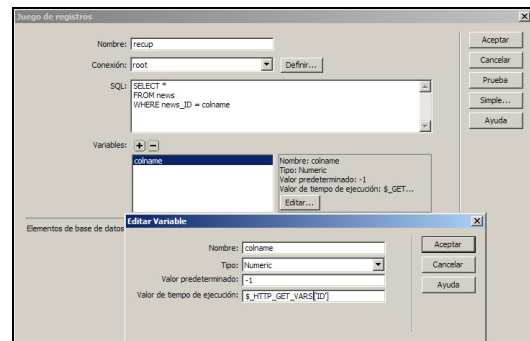 Juego de registros
Nombre: recup
Conexión: root
Definir...
SQL: SELECT *
FROM news
WHERE news_ID = colname
Variables:
colname
Nombre: colname
Tipo: Numeric
Valor predeterminado: -1
Valor de tiempo de ejecución: $_GET...
Editar...
Aceptar
Cancelar
Prueba
Simple...
Ayuda
Elementos de base de datos
Editar Variable
Nombre: colname
Tipo: Numeric
Valor predeterminado: -1
Valor de tiempo de ejecución: $_HTTP_GET_VARS['ID']
Aceptar
Cancelar
Ayuda